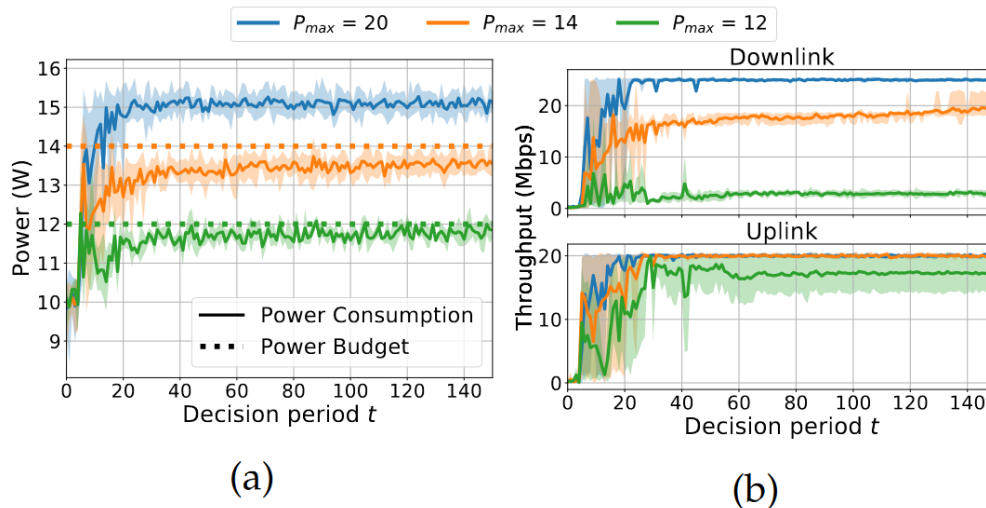 P_max = 20 P_max = 14 P_max = 12
16
15
14
13
12
11
10
9
Power (W)
0 20 40 60 80 100 120 140
Decision period t
Power Consumption
Power Budget
(a)
Downlink
20
10
0
Uplink
20
10
0
Throughput (Mbps)
0 20 40 60 80 100 120 140
Decision period t
(b)